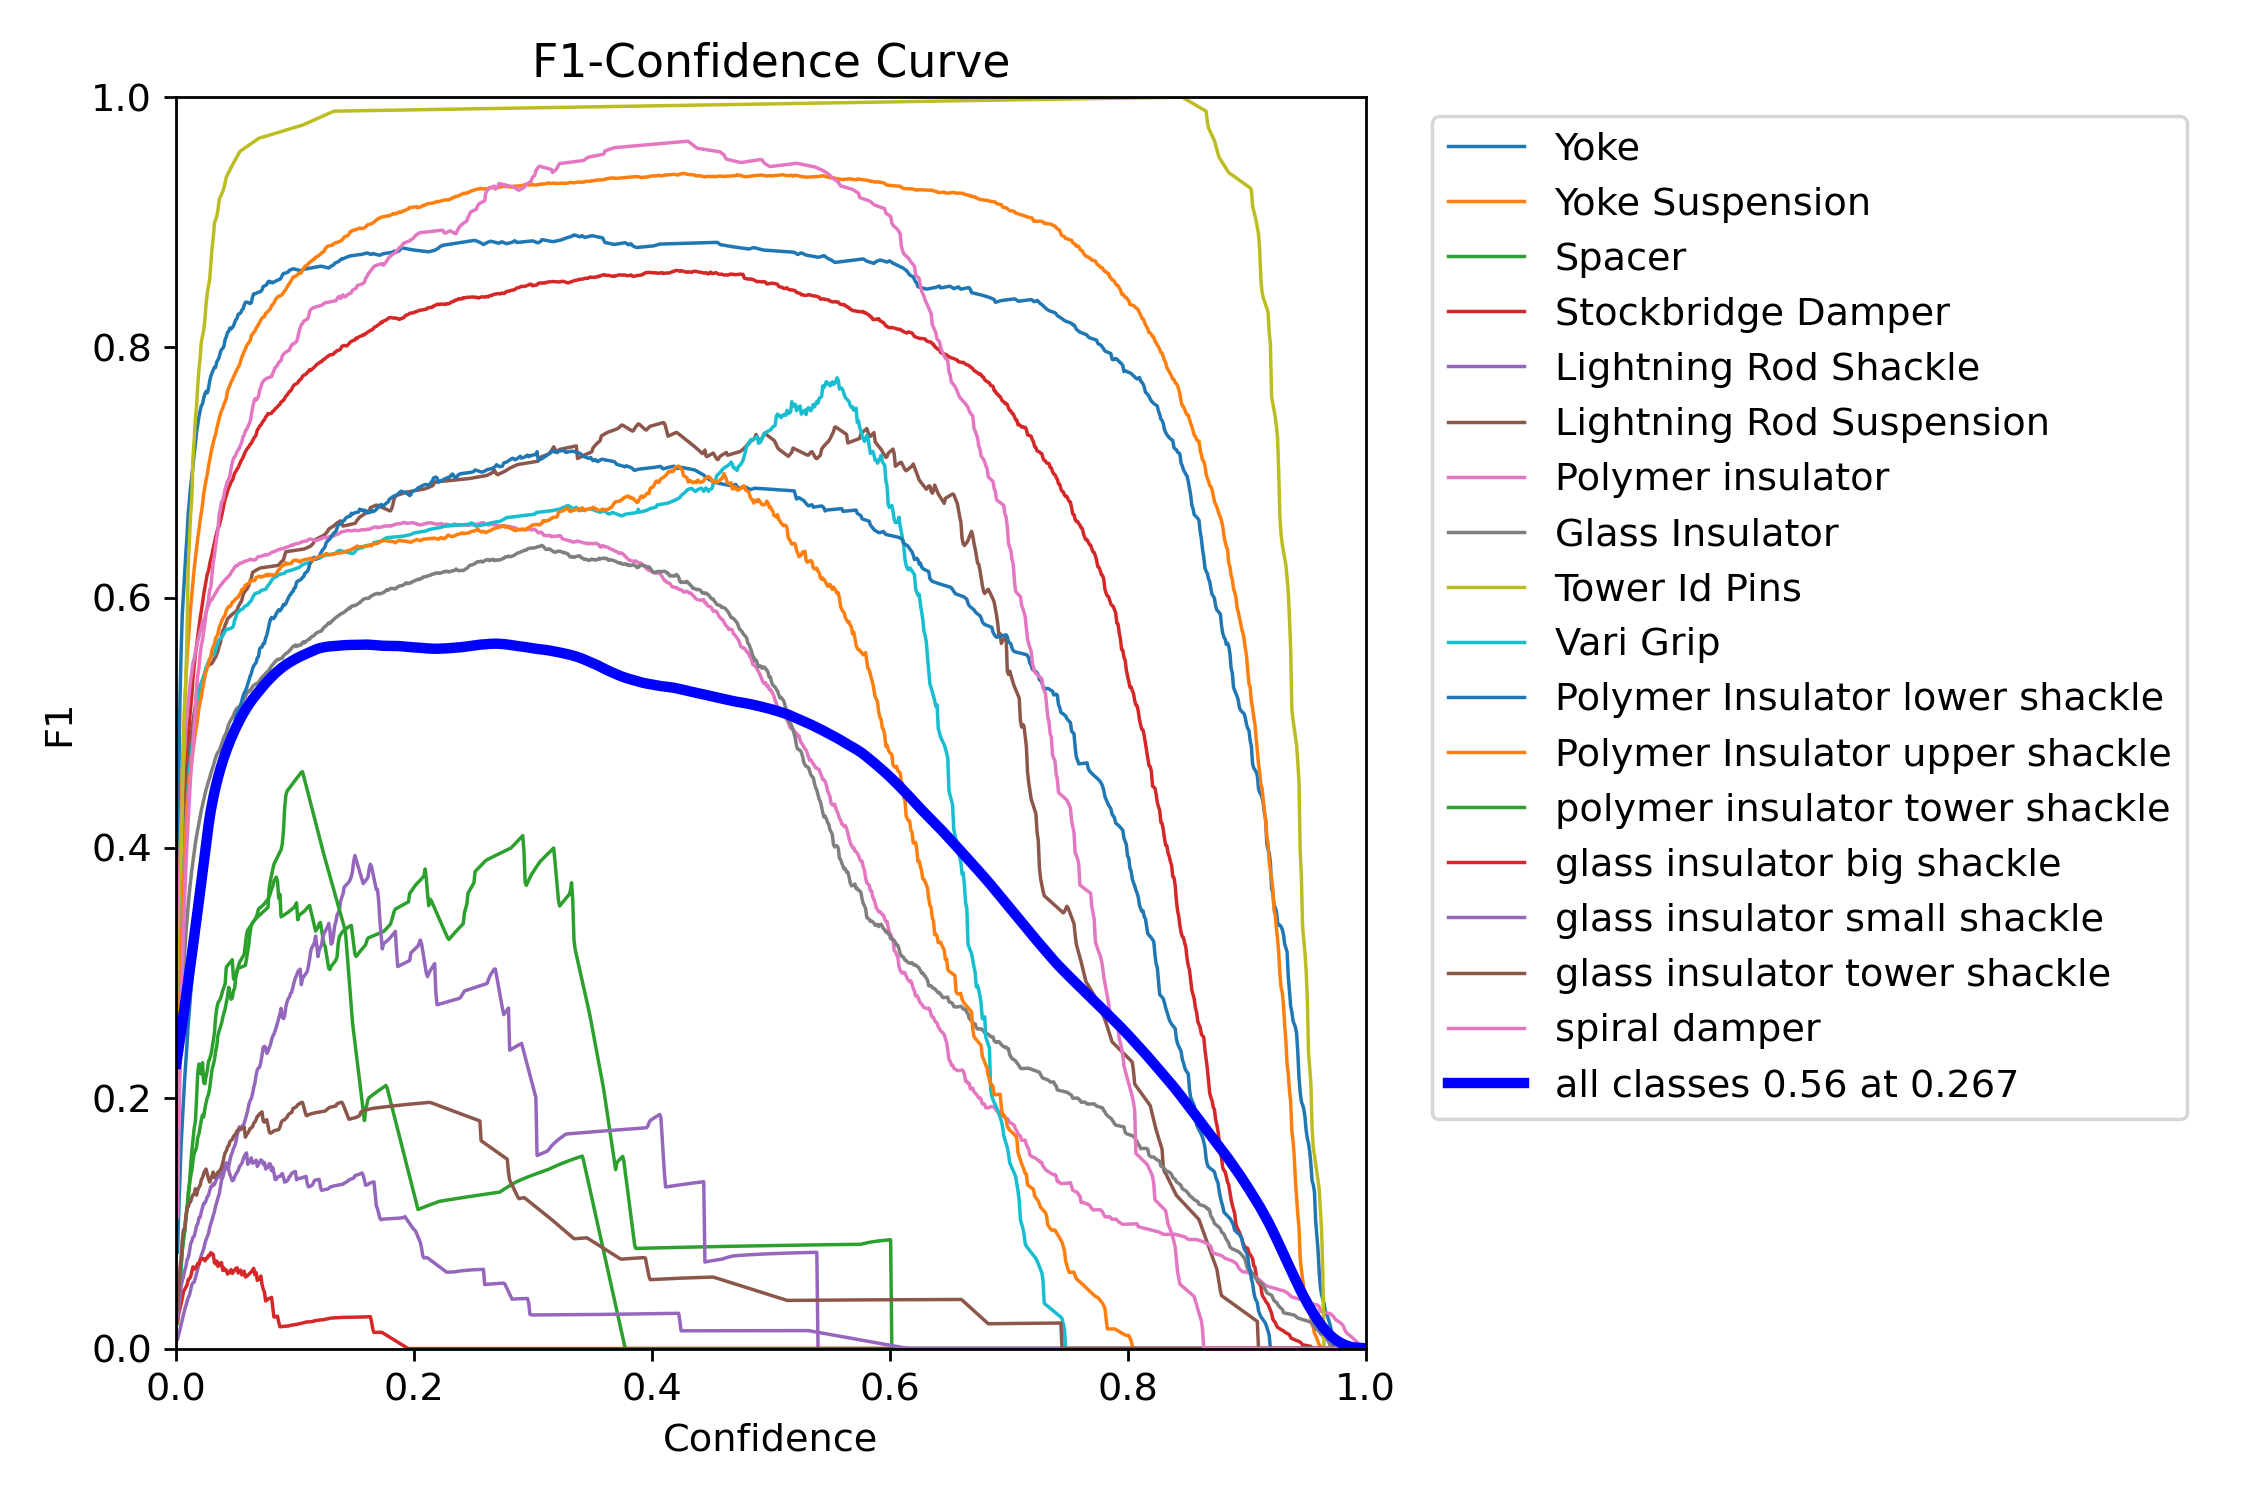 F1-Confidence Curve
1.0
0.8
0.6
0.4
0.2
0.0
F1
0.0 0.2 0.4 0.6 0.8 1.0
Confidence
Yoke
Yoke Suspension
Spacer
Stockbridge Damper
Lightning Rod Shackle
Lightning Rod Suspension
Polymer insulator
Glass Insulator
Tower Id Pins
Vari Grip
Polymer Insulator lower shackle
Polymer Insulator upper shackle
polymer insulator tower shackle
glass insulator big shackle
glass insulator small shackle
glass insulator tower shackle
spiral damper
all classes 0.56 at 0.267